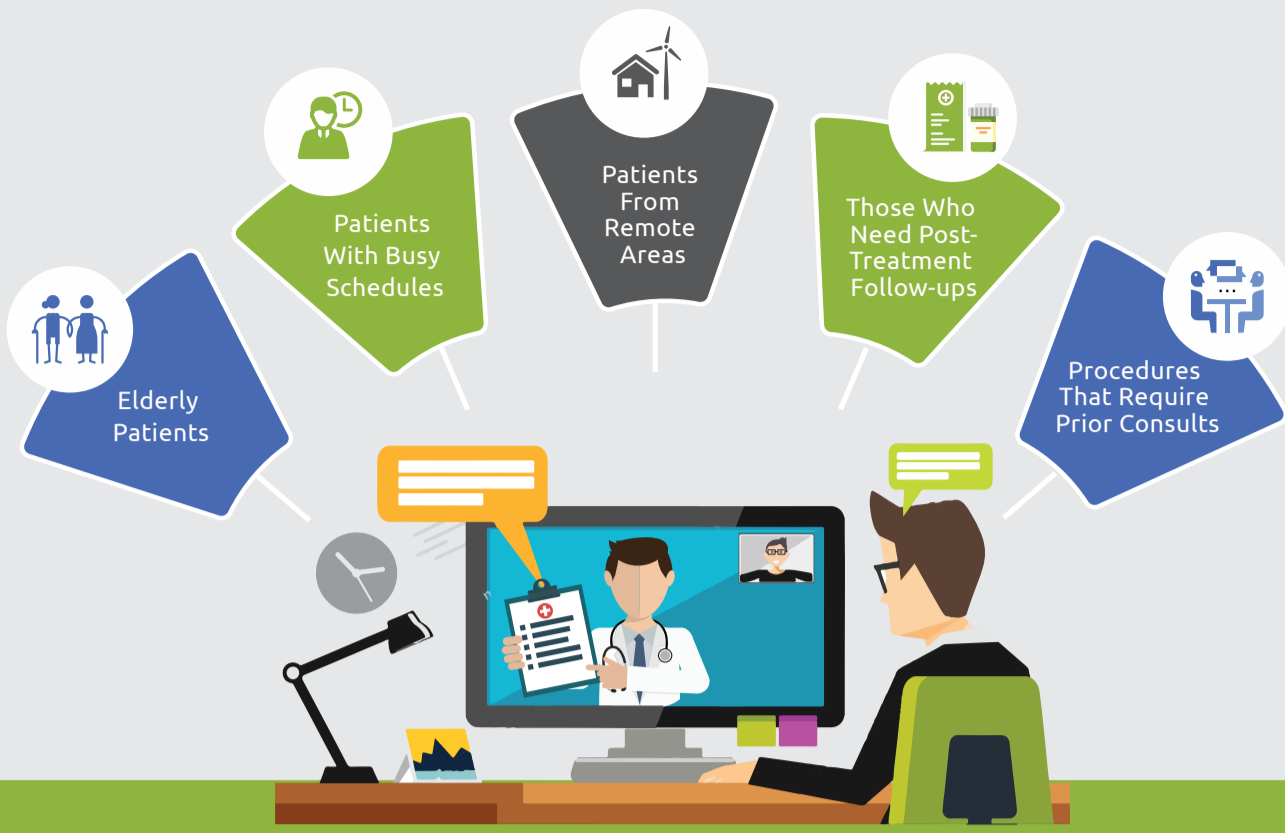 Elderly
Patients
Patients
With Busy
Schedules
Patients
From
Remote
Areas
Those Who
Need Post-
Treatment
Follow-ups
Procedures
That Require
Prior Consults